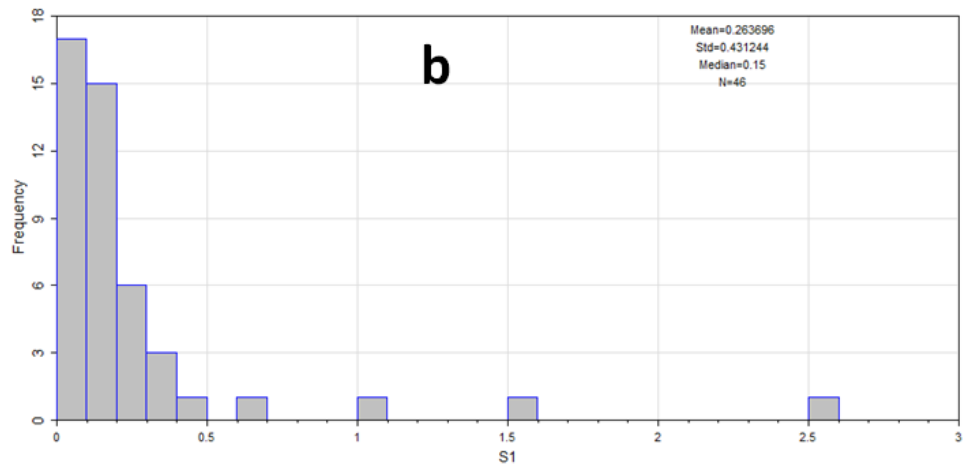 18
15
12
9
6
3
0
Frequency
b
Mean=0.263696
Std=0.431244
Median=0.15
N=46
0 0.5 1 1.5 2 2.5 3
S1